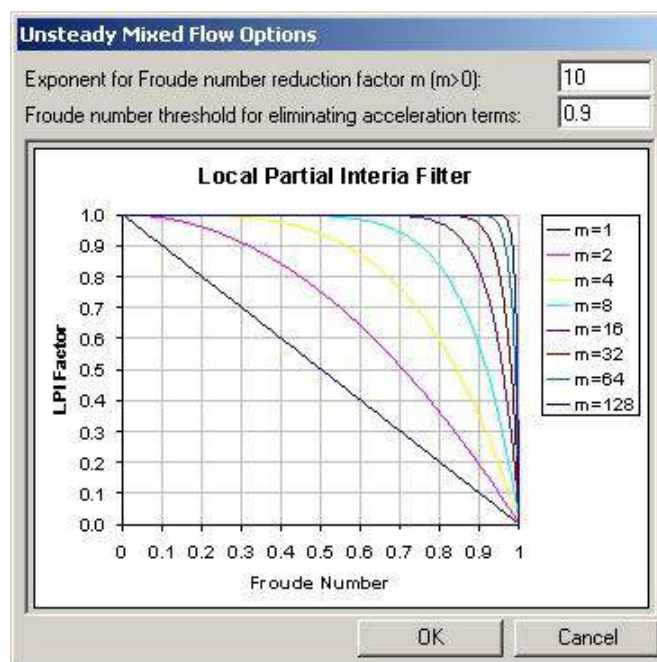 Unsteady Mixed Flow Options
Exponent for Froude number reduction factor m (m>0): 10
Froude number threshold for eliminating acceleration terms: 0.9
Local Partial Interia Filter
1.0
0.9
0.8
0.7
0.6
0.5
0.4
0.3
0.2
0.1
0.0
LPI Factor
0 0.1 0.2 0.3 0.4 0.5 0.6 0.7 0.8 0.9 1
Froude Number
m=1
m=2
m=4
m=8
m=16
m=32
m=64
m=128
OK Cancel